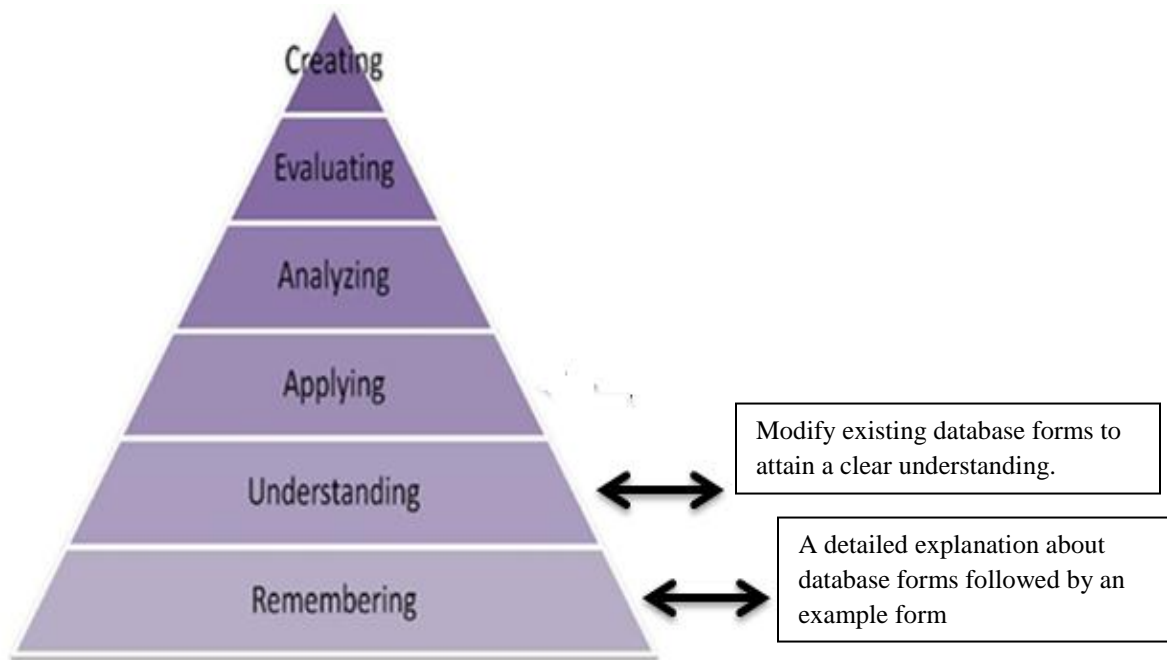 Creating
Evaluating
Analyzing
Applying
Modify existing database forms to
attain a clear understanding.
Understanding
A detailed explanation about
database forms followed by an
example form
Remembering